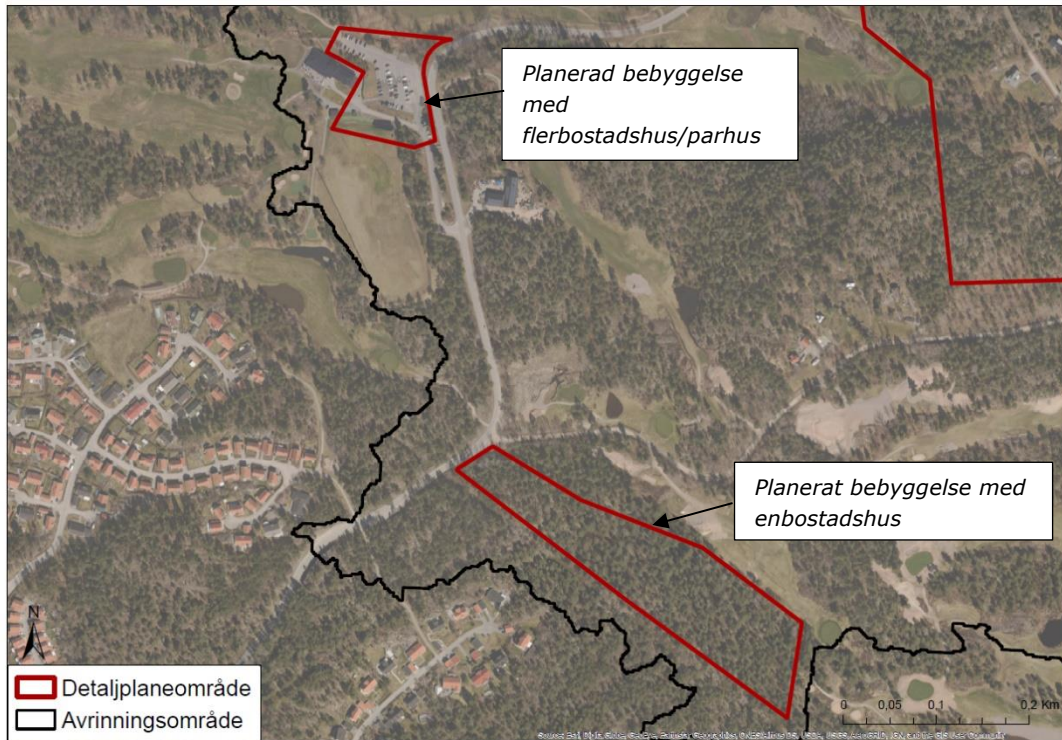 Planerad bebyggelse
med
flerbostadshus/parhus
Planerat bebyggelse med
enbostadshus
N
Detaljplaneområde
Avrinningsområde
0 0,05 0,1 0,2 Km